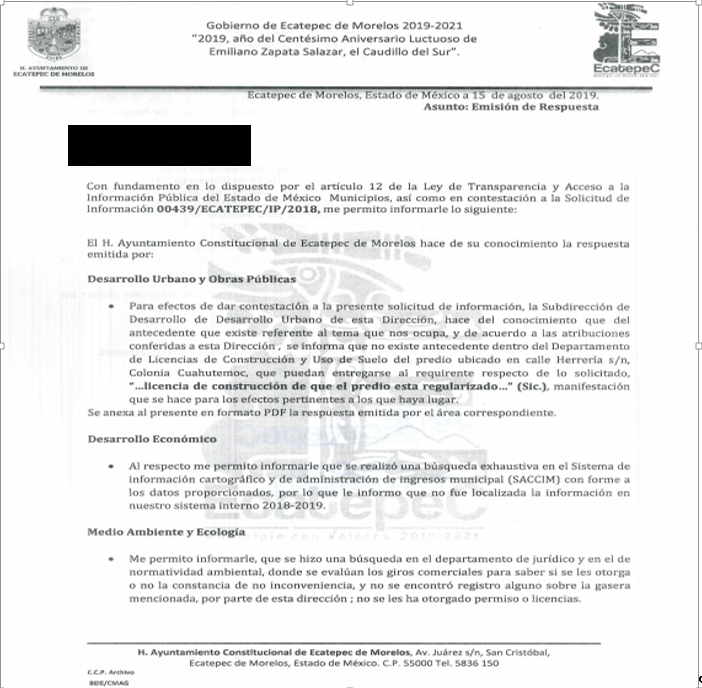 Gobierno de Ecatepec de Morelos 2019-2021
"2019, año del Centésimo Aniversario Luctuoso de
Emiliano Zapata Salazar, el Caudillo del Sur".
H. AYUNTAMIENTO DE
ECATEPEC DE MORELOS
EcatepeC
Ecatepec de Morelos, Estado de México a 15 de agosto del 2019.
Asunto: Emisión de Respuesta
Con fundamento en lo dispuesto por el artículo 12 de la Ley de Transparencia y Acceso a la
Información Pública del Estado de México Municipios, así como en contestación a la Solicitud de
Información 00439/ECATEPEC/IP/2018, me permito informarle lo siguiente:
El H. Ayuntamiento Constitucional de Ecatepec de Morelos hace de su conocimiento la respuesta
emitida por:
Desarrollo Urbano y Obras Públicas
• Para efectos de dar contestación a la presente solicitud de información, la Subdirección de
Desarrollo de Desarrollo Urbano de esta Dirección, hace del conocimiento que del
antecedente que existe referente al tema que nos ocupa, y de acuerdo a las atribuciones
conferidas a esta Dirección , se informa que no existe antecedente dentro del Departamento
de Licencias de Construcción y Uso de Suelo del predio ubicado en calle Herrería s/n,
Colonia Cuahutemoc, que puedan entregarse al requirente respecto de lo solicitado,
"...licencia de construcción de que el predio esta regularizado..." (Sic.), manifestación
que se hace para los efectos pertinentes a los que haya lugar.
Se anexa al presente en formato PDF la respuesta emitida por el área correspondiente.
Desarrollo Económico
• Al respecto me permito informarle que se realizó una búsqueda exhaustiva en el Sistema de
información cartográfico y de administración de ingresos municipal (SACCIM) con forme a
los datos proporcionados, por lo que le informo que no fue localizada la información en
nuestro sistema interno 2018-2019.
EcatepeC
Municipio con Valores 2019-2021
Medio Ambiente y Ecología
• Me permito informarle, que se hizo una búsqueda en el departamento de jurídico y en el de
normatividad ambiental, donde se evalúan los giros comerciales para saber si se les otorga
o no la constancia de no inconveniencia, y no se encontró registro alguno sobre la gasera
mencionada, por parte de esta dirección ; no se les ha otorgado permiso o licencias.
H. Ayuntamiento Constitucional de Ecatepec de Morelos, Av. Juárez s/n, San Cristóbal,
Ecatepec de Morelos, Estado de México. C.P. 55000 Tel. 5836 150
C.C.P. Archivo
BEIE/CMAG